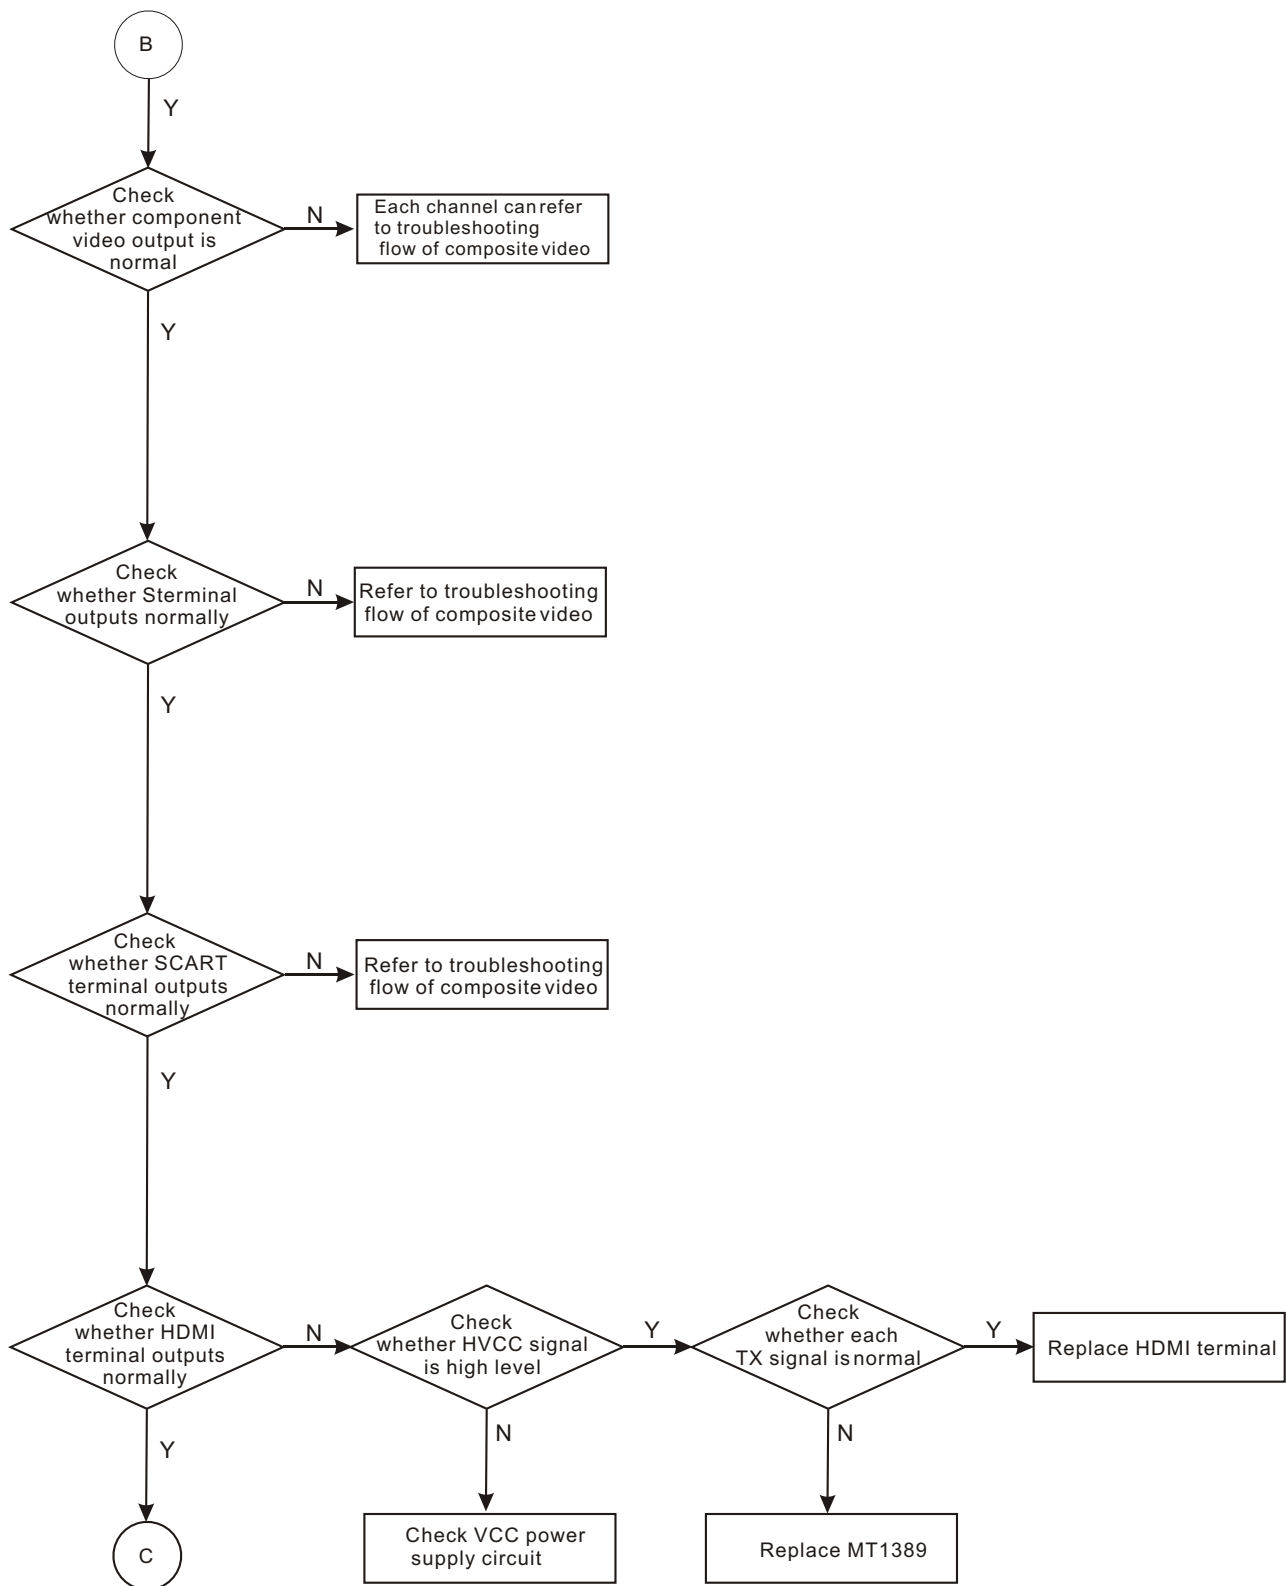 B
Y
Check
whether component
video output is
normal
N
Each channel can refer
to troubleshooting
flow of composite video
Y
Check
whether Sterminal
outputs normally
N
Refer to troubleshooting
flow of composite video
Y
Check
whether SCART
terminal outputs
normally
N
Refer to troubleshooting
flow of composite video
Y
Check
whether HDMI
terminal outputs
normally
N
Check
whether HVCC signal
is high level
Y
Check
whether each
TX signal is normal
Y
Replace HDMI terminal
Y
N
N
C
Check VCC power
supply circuit
Replace MT1389